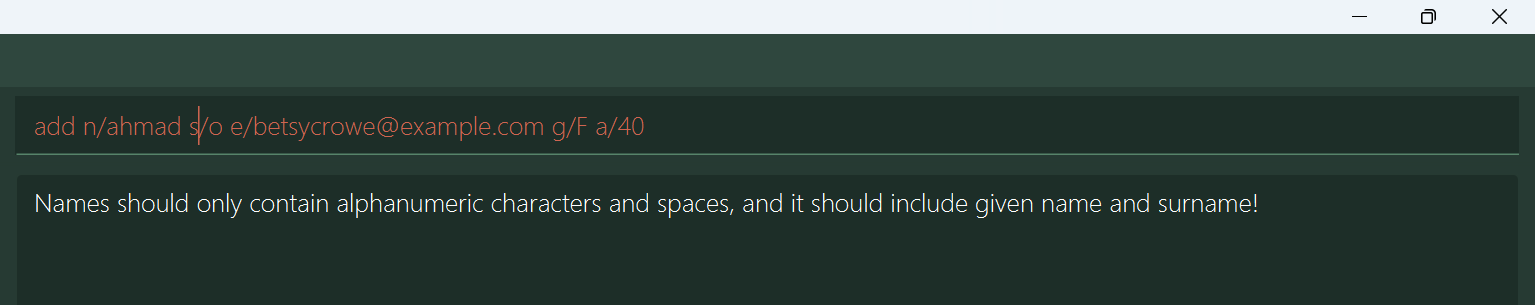 add n/ahmad s/o e/betsycrowe@example.com g/F a/40
Names should only contain alphanumeric characters and spaces, and it should include given name and surname!